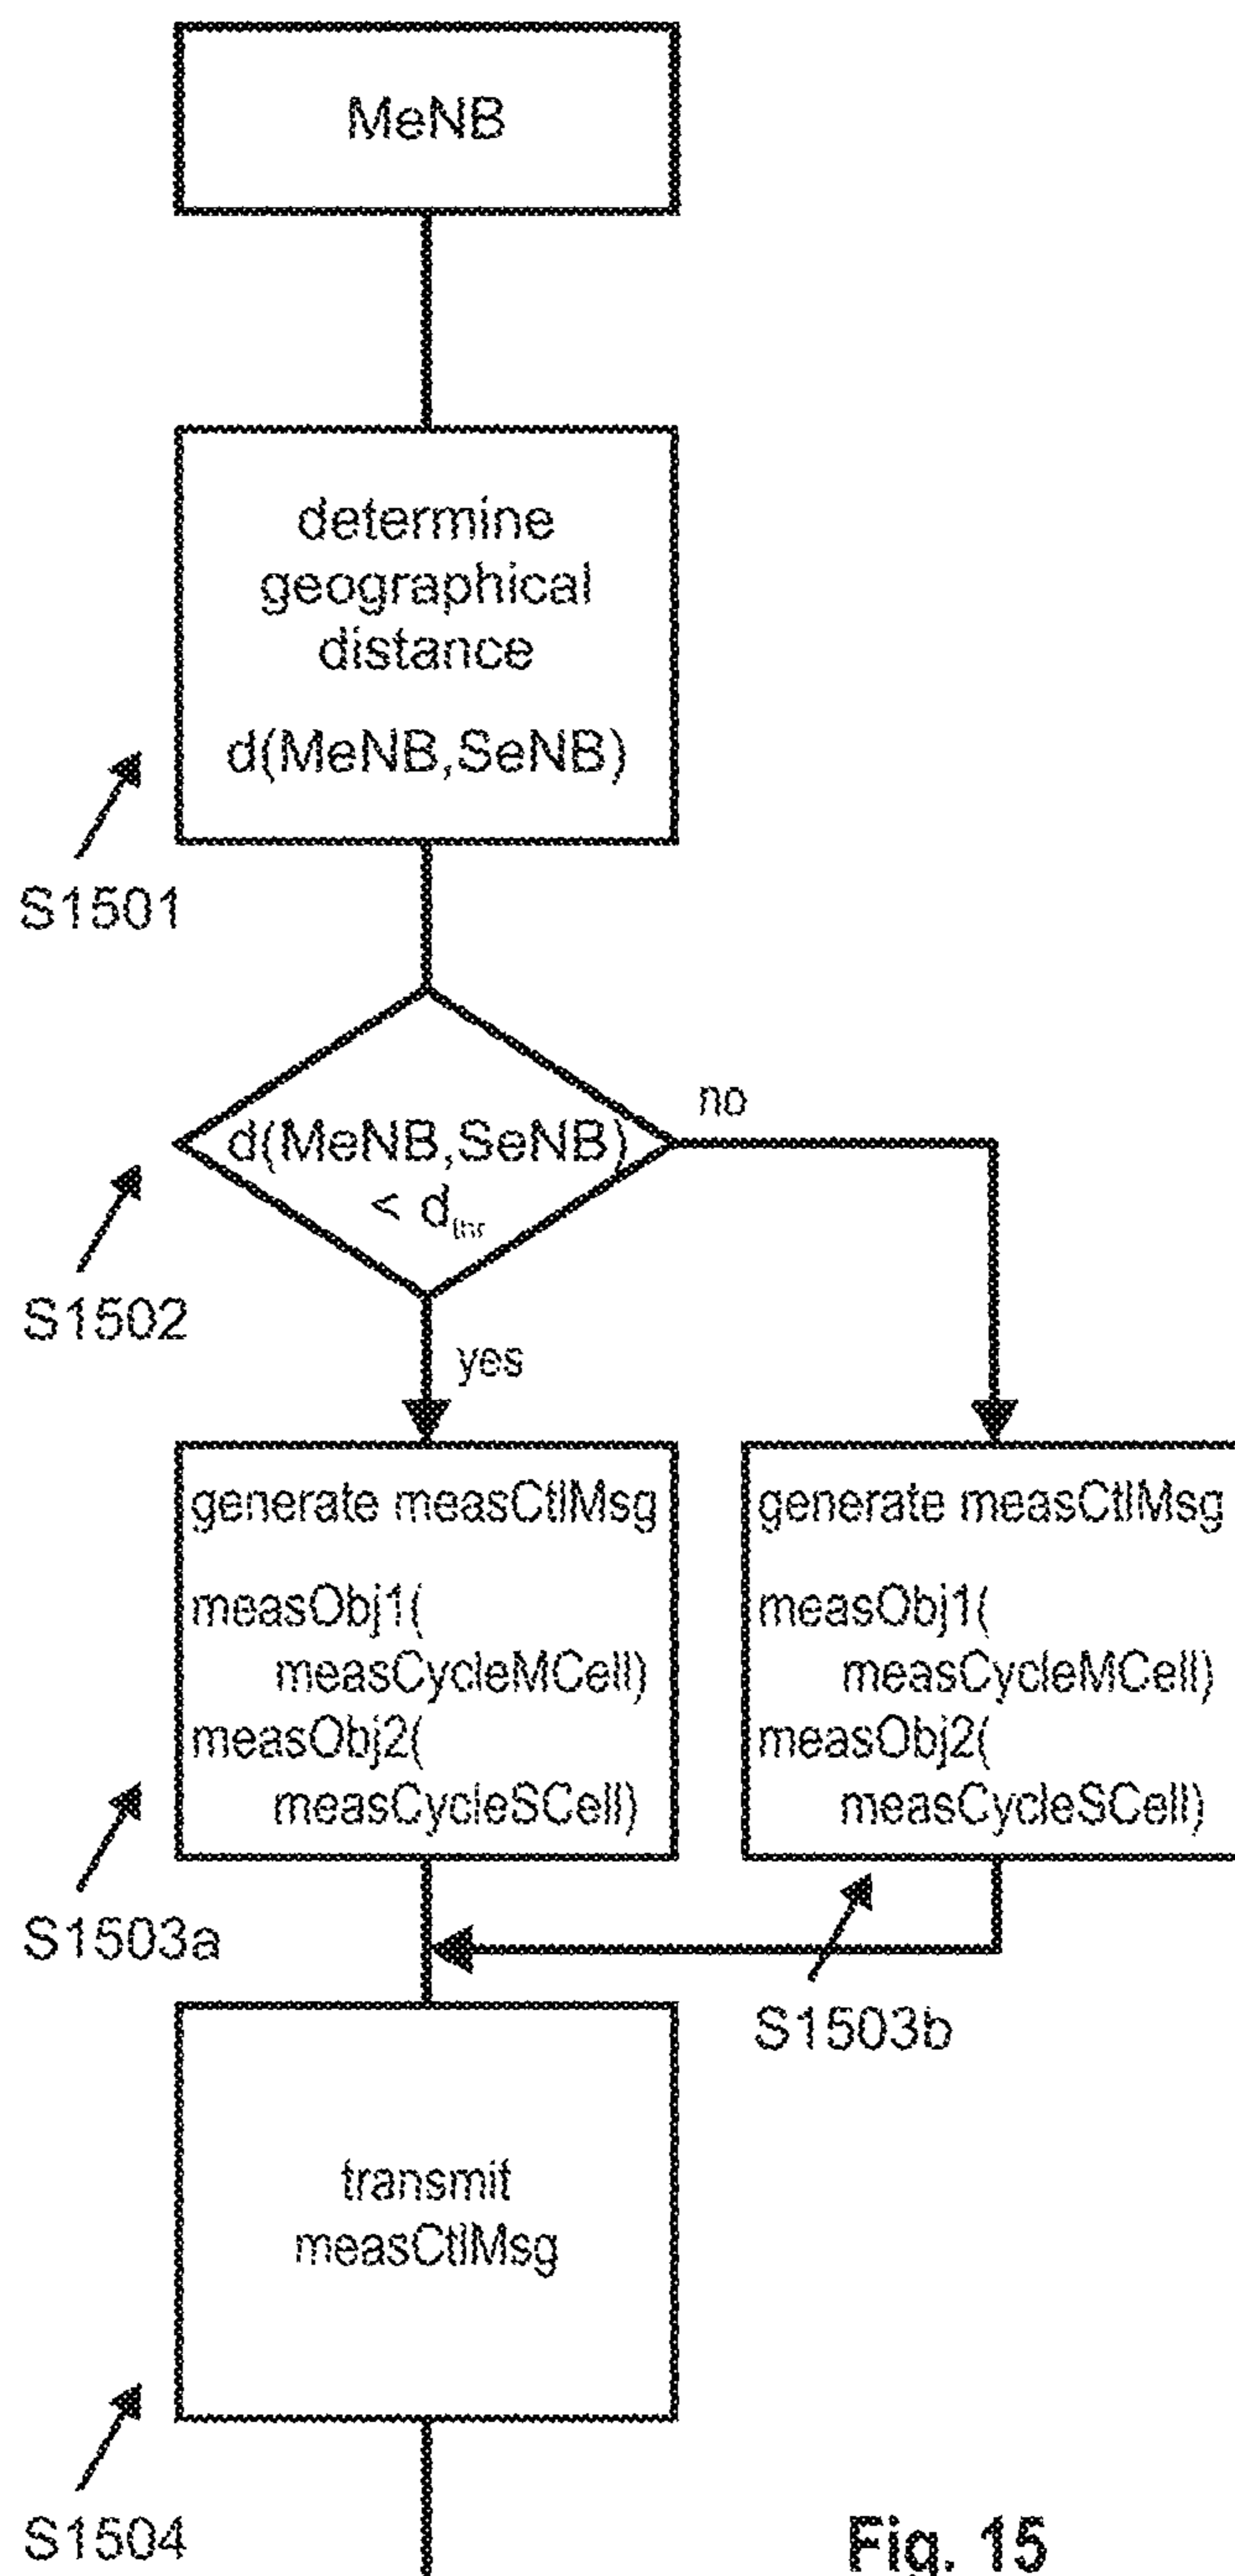 MeNB
determine
geographical
distance
d(MeNB,SeNB)
S1501
d(MeNB,SeNB)
< dthr
no
S1502
yes
generate measCtlMsg
measObj1(
measCycleMCell)
measObj2(
measCycleSCell)
S1503a
generate measCtlMsg
measObj1(
measCycleMCell)
measObj2(
measCycleSCell)
S1503b
transmit
measCtlMsg
S1504
Fig. 15